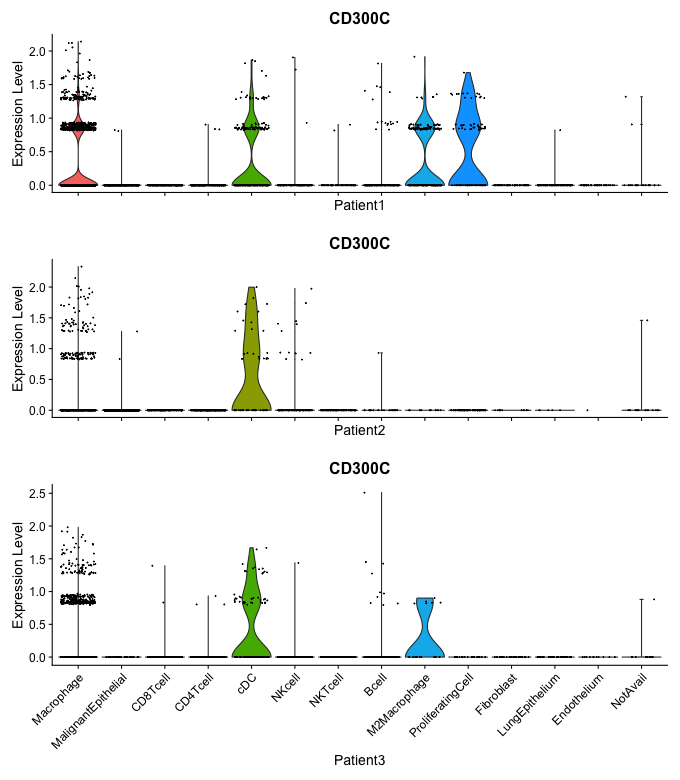 CD300C
Expression Level
2.0
1.5
1.0
0.5
0.0
Patient1
CD300C
Expression Level
2.0
1.5
1.0
0.5
0.0
Patient2
CD300C
Expression Level
2.5
2.0
1.5
1.0
0.5
0.0
Macrophage
MalignantEpithelial
CD8Tcell
CD4Tcell
cDC
NKcell
NKTcell
Bcell
M2Macrophage
ProliferatingCell
Fibroblast
LungEpithelium
Endothelium
NotAvail
Patient3